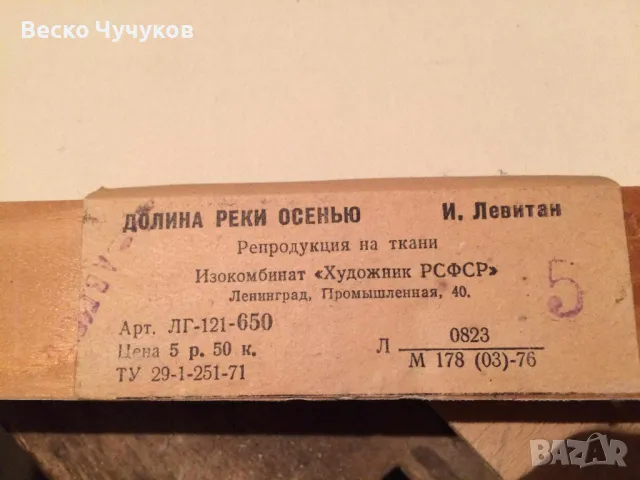 Веско Чучуков
ДОЛИНА РЕКИ ОСЕНЬЮ И. Левитан
Репродукция на ткани
Изокомбинат «Художник РСФСР»
Ленинград, Промышленная, 40.
5
Арт. ЛГ-121-650
Цена 5 р. 50 к.
ТУ 29-1-251-71
Л 0823
М 178 (03)-76
BAZAR